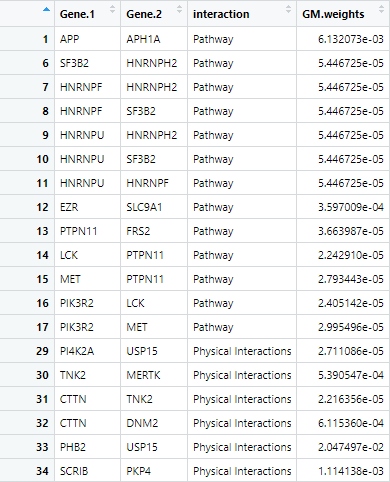 Gene.1 Gene.2 interaction GM.weights
1 APP APH1A Pathway 6.132073e-03
6 SF3B2 HNRNPH2 Pathway 5.446725e-05
7 HNRNPF HNRNPH2 Pathway 5.446725e-05
8 HNRNPF SF3B2 Pathway 5.446725e-05
9 HNRNPU HNRNPH2 Pathway 5.446725e-05
10 HNRNPU SF3B2 Pathway 5.446725e-05
11 HNRNPU HNRNPF Pathway 5.446725e-05
12 EZR SLC9A1 Pathway 3.597009e-04
13 PTPN11 FRS2 Pathway 3.663987e-05
14 LCK PTPN11 Pathway 2.242910e-05
15 MET PTPN11 Pathway 2.793443e-05
16 PIK3R2 LCK Pathway 2.405142e-05
17 PIK3R2 MET Pathway 2.995496e-05
29 PI4K2A USP15 Physical Interactions 2.711086e-05
30 TNK2 MERTK Physical Interactions 5.390547e-04
31 CTTN TNK2 Physical Interactions 2.216356e-05
32 CTTN DNM2 Physical Interactions 6.115360e-04
33 PHB2 USP15 Physical Interactions 2.047497e-02
34 SCRIB PKP4 Physical Interactions 1.114138e-03